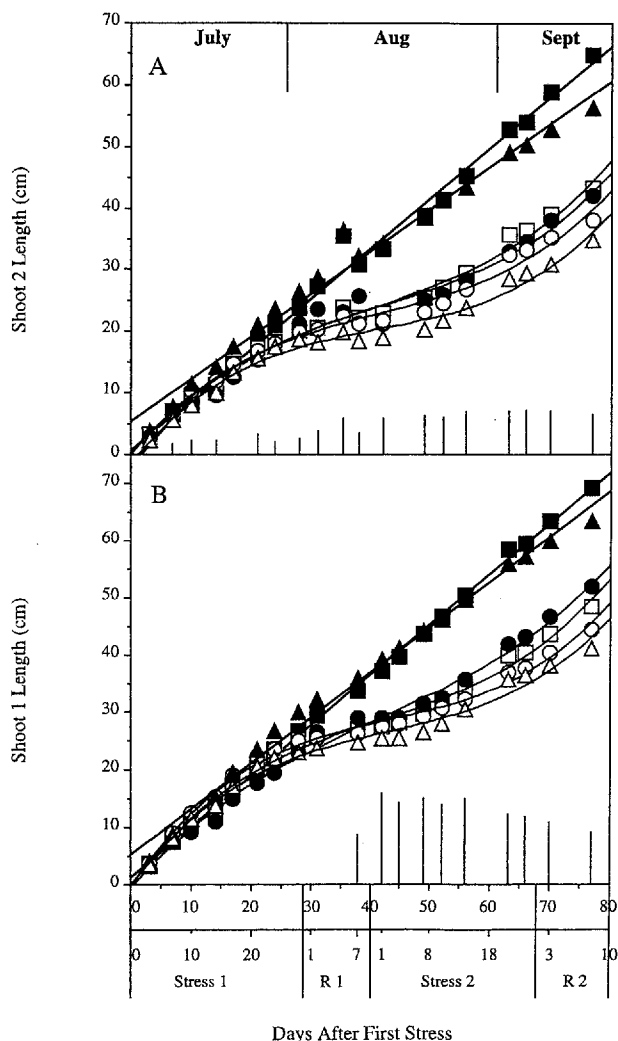 July Aug Sept
A
70
60
50
40
30
20
10
0
Shoot 2 Length (cm)
B
70
60
50
40
30
20
10
0
Shoot 1 Length (cm)
0 10 20 30 40 50 60 70 80
0 10 20 1 7 1 8 18 3 10
Stress 1 R 1 Stress 2 R 2
Days After First Stress